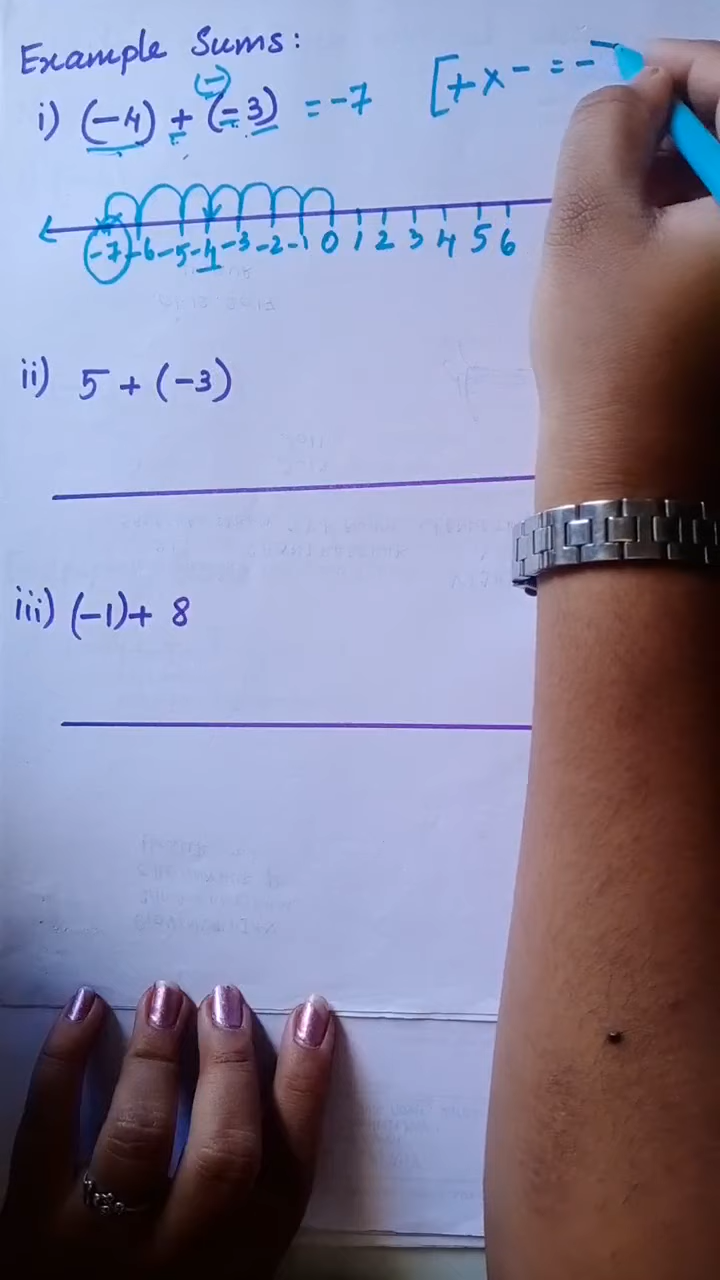 Example Sums:
(-)
i) (-4) + (-3) = -7 [+ x - = -
-7 -6 -5 -4 -3 -2 -1 0 1 2 3 4 5 6
ii) 5 + (-3)
iii) (-1) + 8